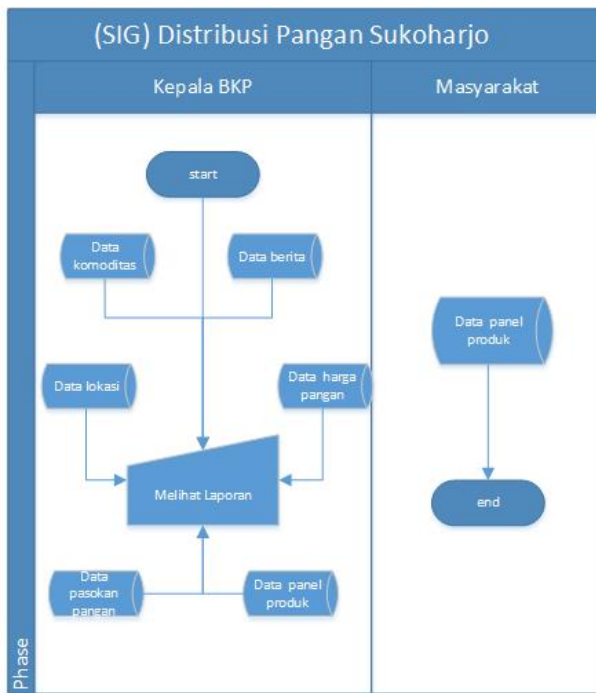 (SIG) Distribusi Pangan Sukoharjo
Kepala BKP
Masyarakat
start
Data
komoditas
Data berita
Data panel
produk
Data lokasi
Data harga
pangan
Melihat Laporan
end
Data
pasokan
pangan
Data panel
produk
Phase